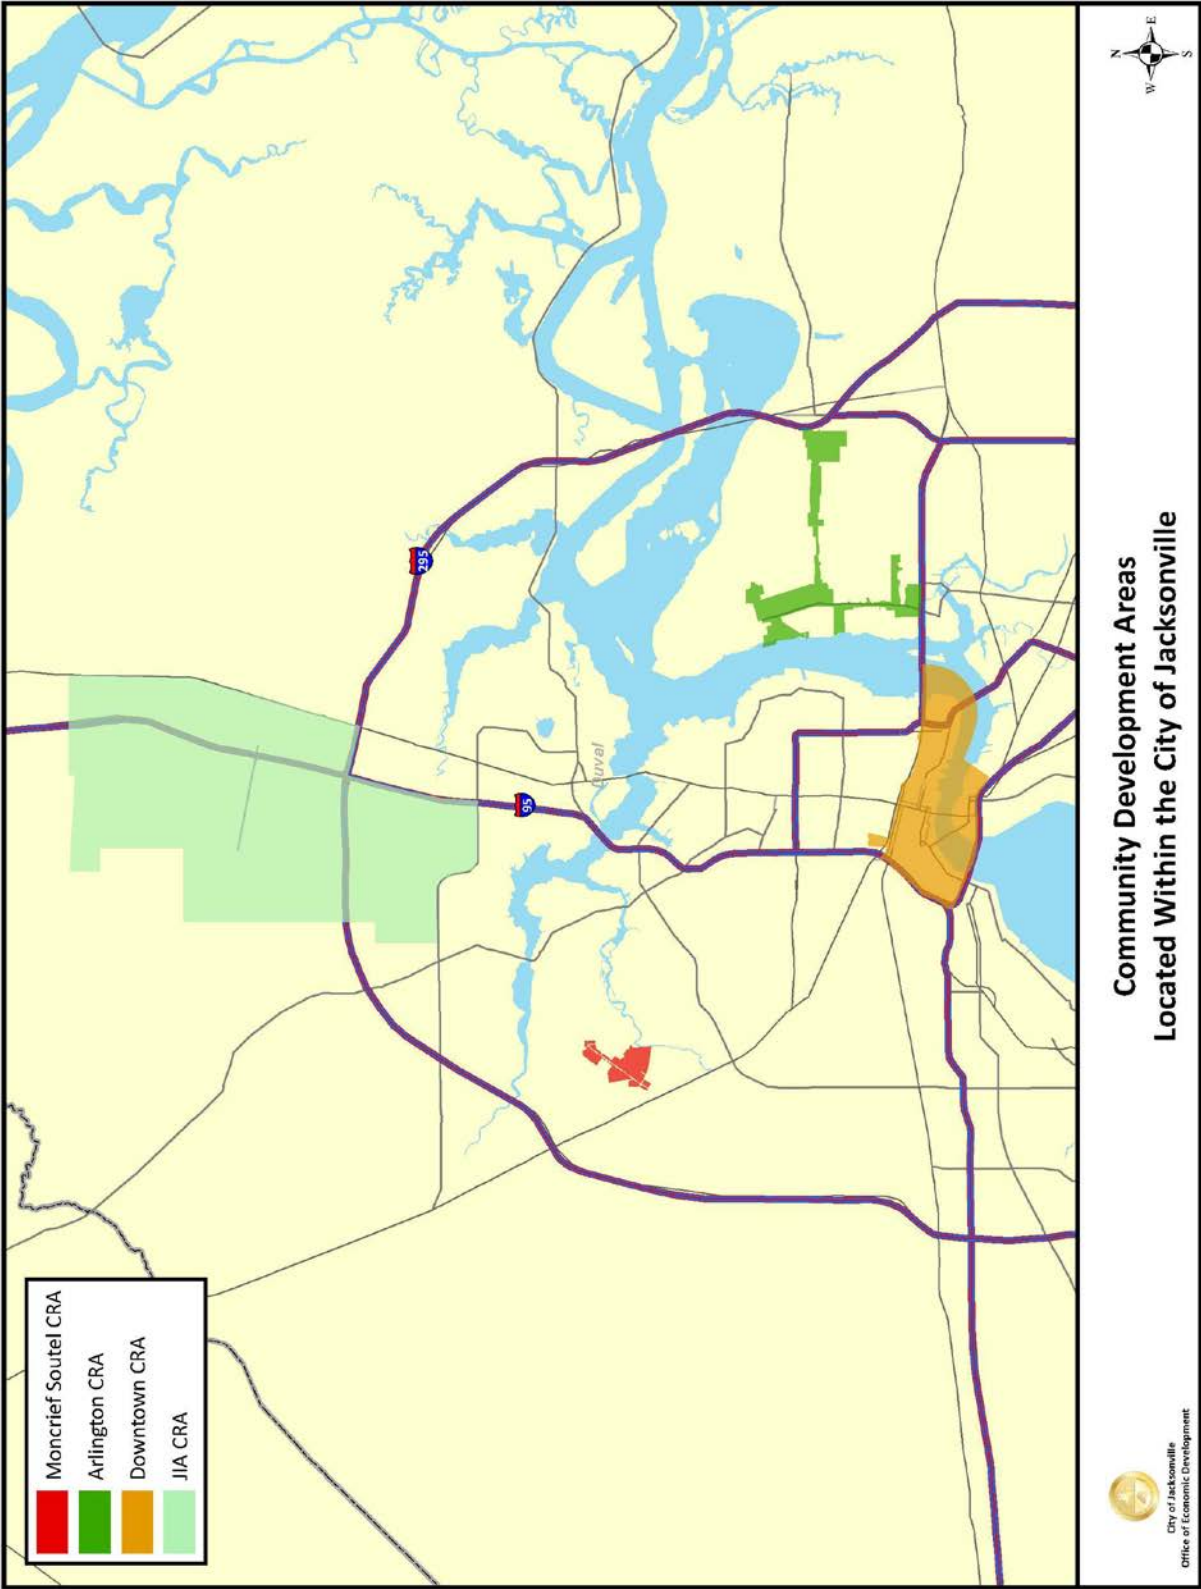 Moncrief Soutel CRA
Arlington CRA
Downtown CRA
JIA CRA
295
95
Duval
Community Development Areas
Located Within the City of Jacksonville
City of Jacksonville
Office of Economic Development
N
W
E
S